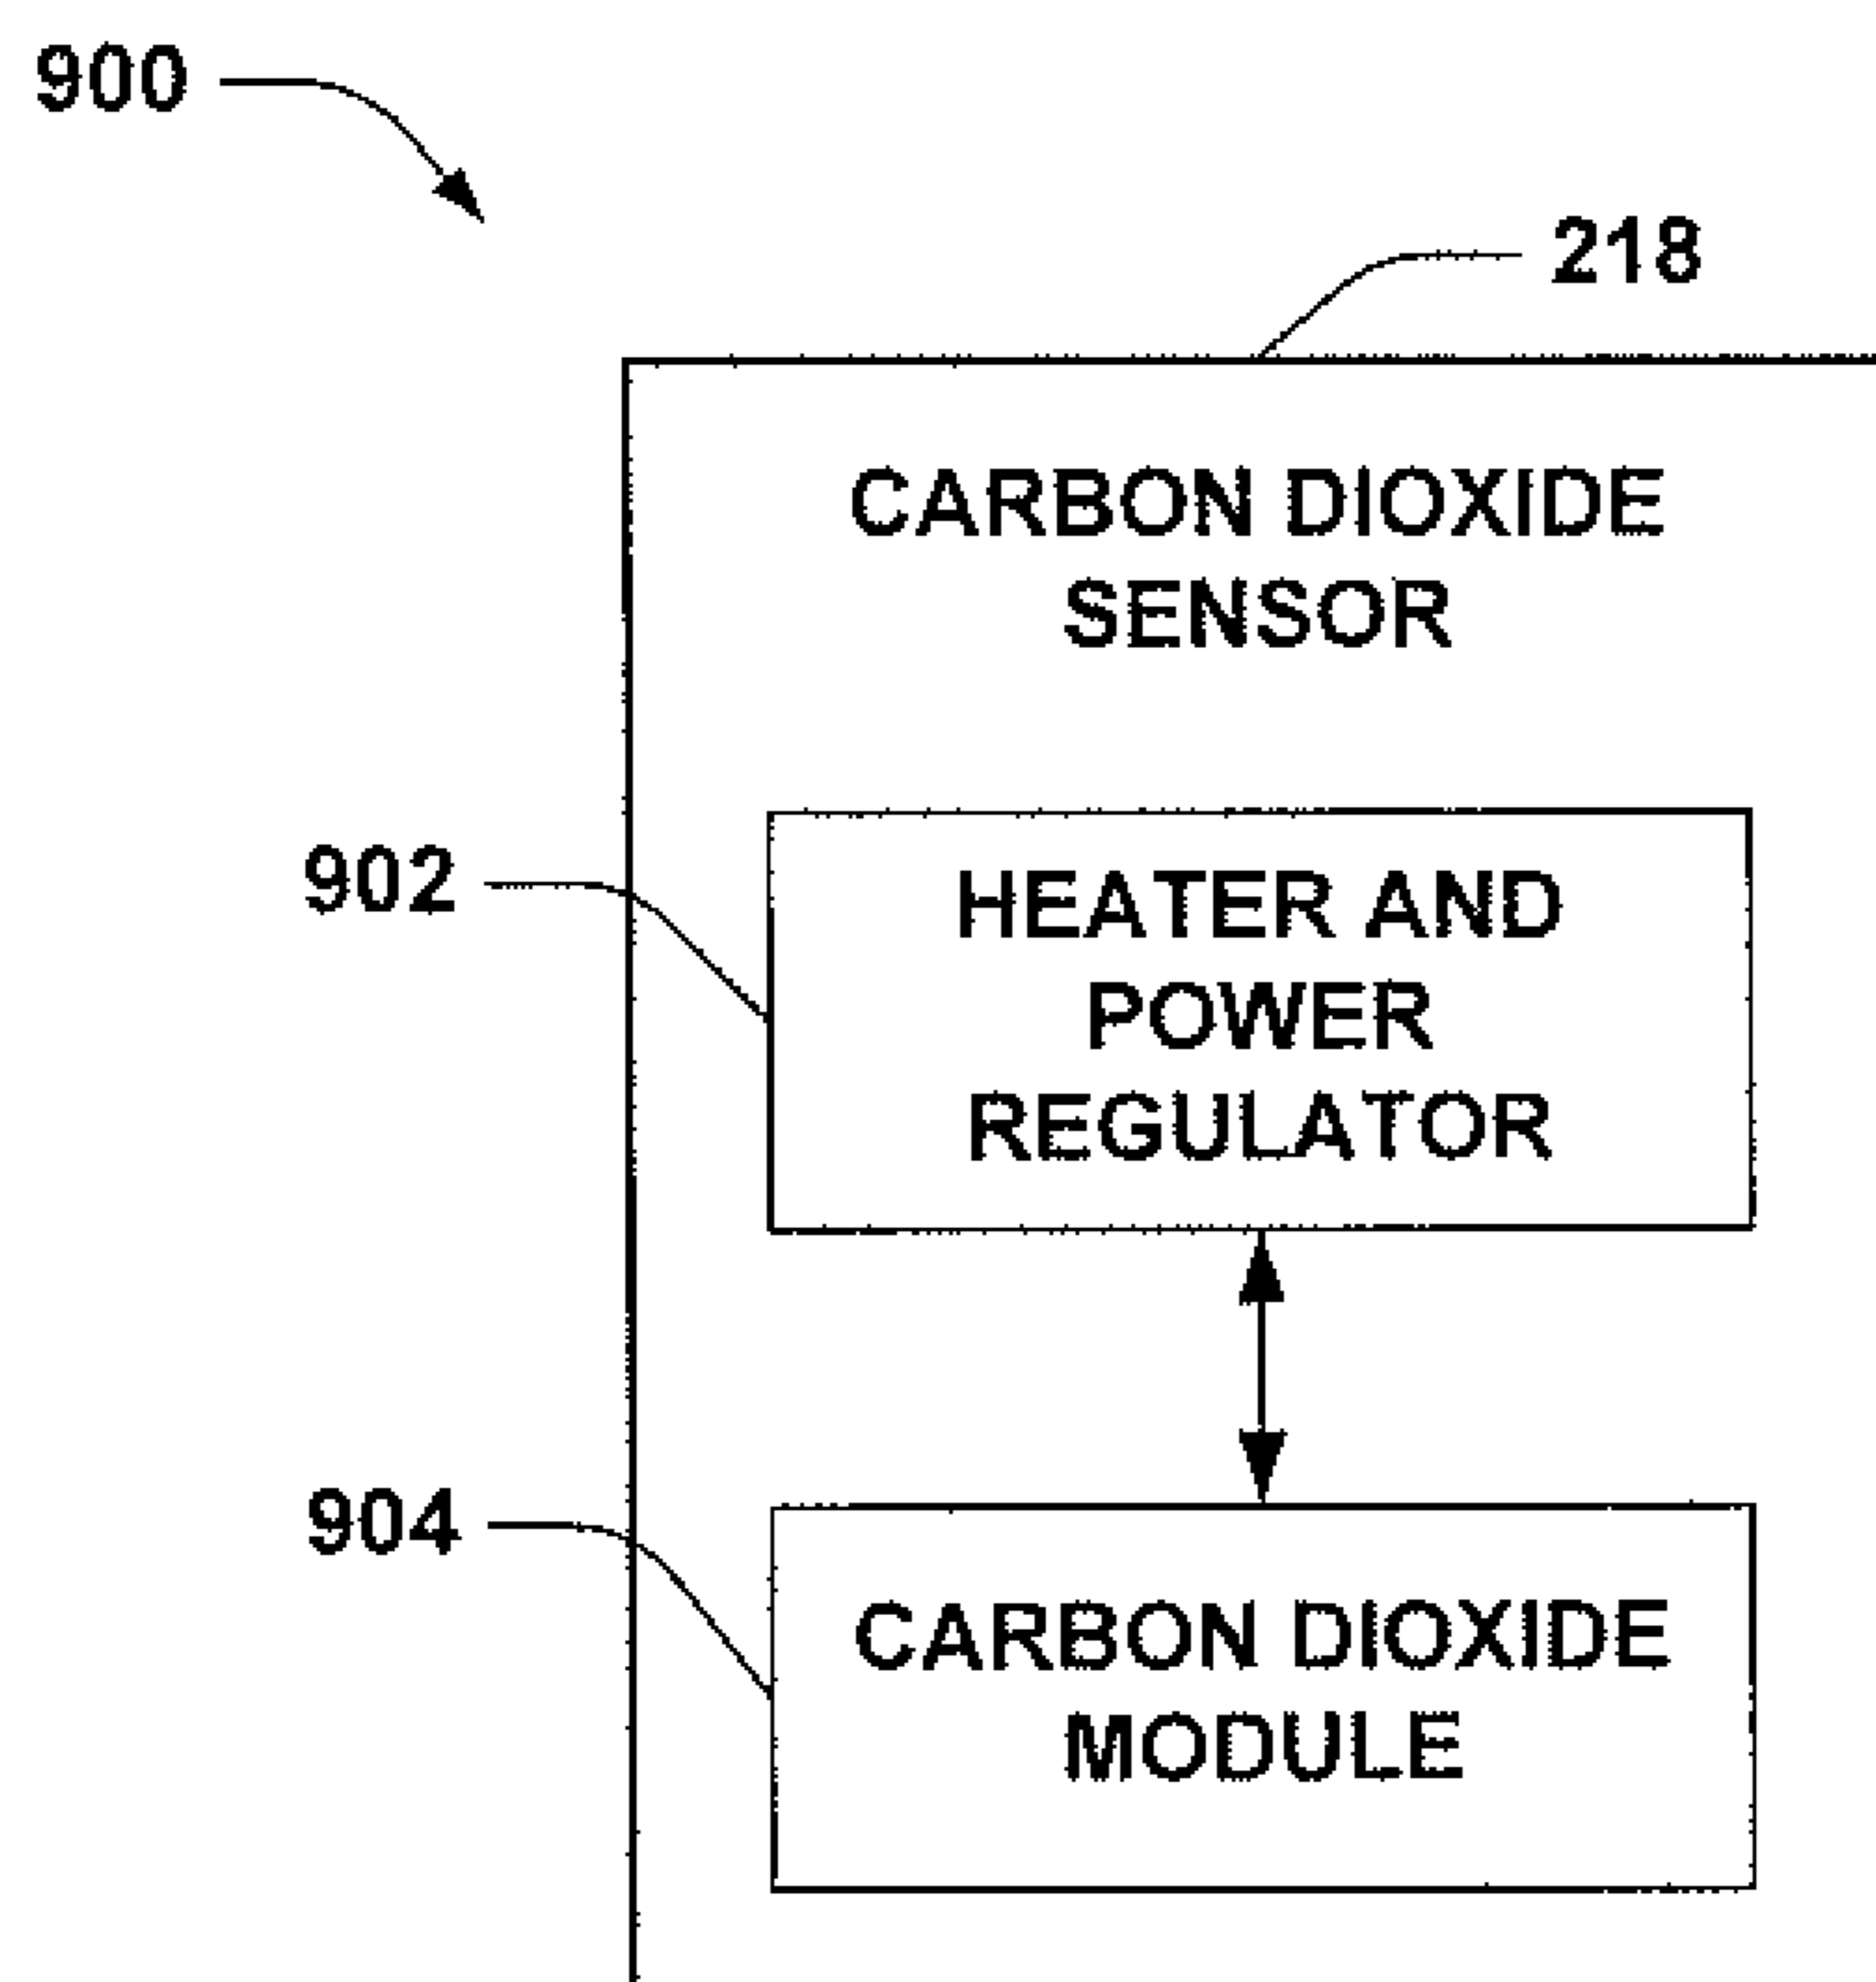 900
218
CARBON DIOXIDE
SENSOR
902
HEATER AND
POWER
REGULATOR
904
CARBON DIOXIDE
MODULE